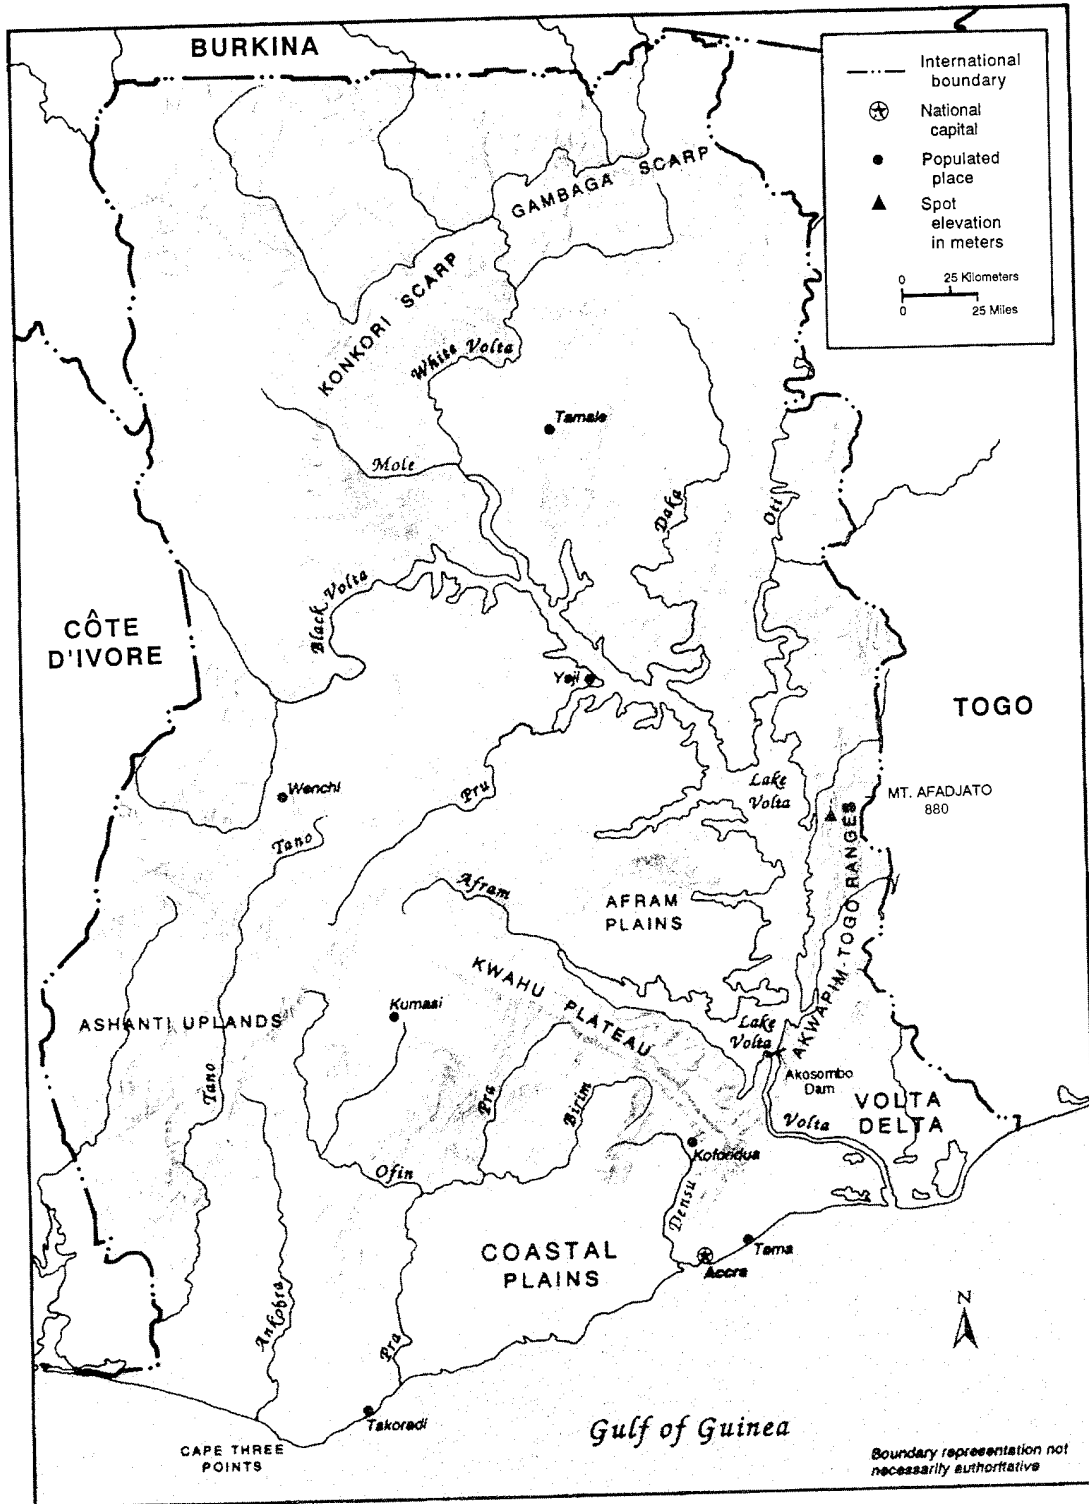 BURKINA
International
boundary
National
capital
Populated
place
Spot
elevation
in meters
0 25 Kilometers
0 25 Miles
GAMBAGA SCARP
KONKORI SCARP
White Volta
Tamale
Mole
Daka
Oti
Black Volta
CÔTE
D'IVORE
Yeji
TOGO
Wenchi
Pru
Lake
Volta
MT. AFADJATO
880
Tano
Afram
AFRAM
PLAINS
AKWAPIM-TOGO RANGES
KWAHU PLATEAU
Kumasi
ASHANTI UPLANDS
Lake
Volta
Akosombo
Dam
Tano
Pra
Birim
VOLTA
DELTA
Volta
Koforidua
Ofin
Densu
COASTAL
PLAINS
Tema
Accra
Ankobra
Pra
N
Takoradi
Gulf of Guinea
CAPE THREE
POINTS
Boundary representation not
necessarily authoritative